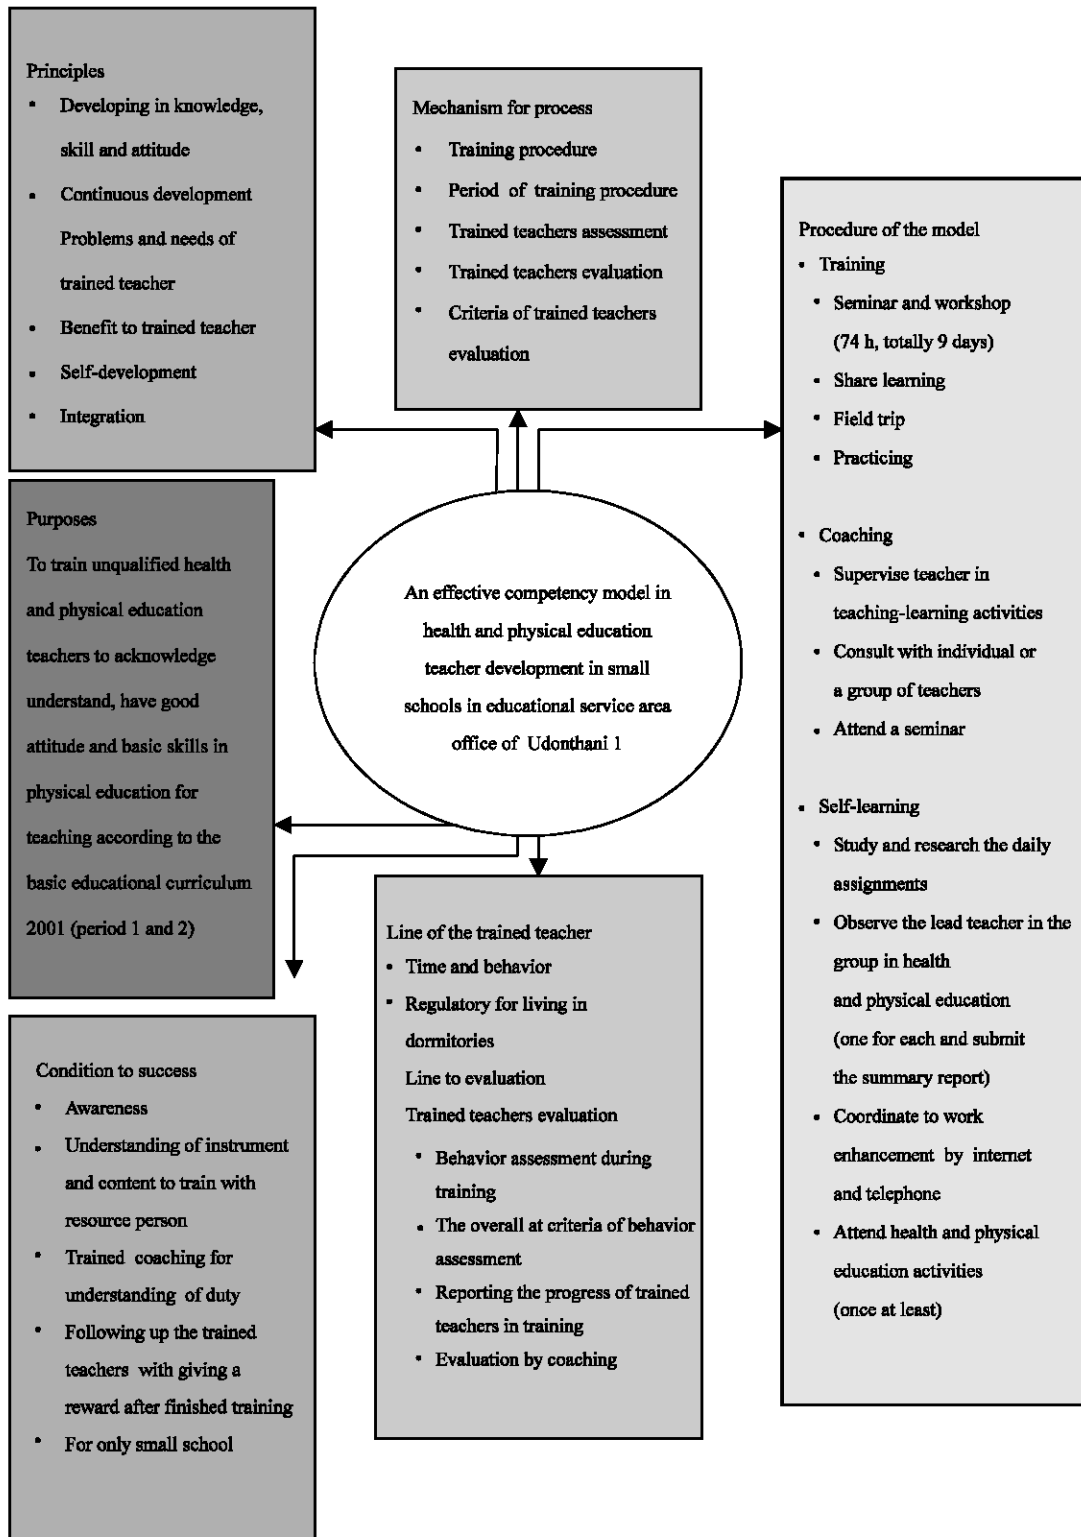 Principles
• Developing in knowledge,
skill and attitude
• Continuous development
Problems and needs of
trained teacher
• Benefit to trained teacher
• Self-development
• Integration
Mechanism for process
• Training procedure
• Period of training procedure
• Trained teachers assessment
• Trained teachers evaluation
• Criteria of trained teachers
evaluation
Procedure of the model
• Training
• Seminar and workshop
(74 h, totally 9 days)
• Share learning
• Field trip
• Practicing
• Coaching
• Supervise teacher in
teaching-learning activities
• Consult with individual or
a group of teachers
• Attend a seminar
• Self-learning
• Study and research the daily
assignments
• Observe the lead teacher in the
group in health
and physical education
(one for each and submit
the summary report)
• Coordinate to work
enhancement by internet
and telephone
• Attend health and physical
education activities
(once at least)
Purposes
To train unqualified health
and physical education
teachers to acknowledge
understand, have good
attitude and basic skills in
physical education for
teaching according to the
basic educational curriculum
2001 (period 1 and 2)
An effective competency model in
health and physical education
teacher development in small
schools in educational service area
office of Udonthani 1
Line of the trained teacher
• Time and behavior
• Regulatory for living in
dormitories
Line to evaluation
Trained teachers evaluation
• Behavior assessment during
training
• The overall at criteria of behavior
assessment
• Reporting the progress of trained
teachers in training
• Evaluation by coaching
Condition to success
• Awareness
• Understanding of instrument
and content to train with
resource person
• Trained coaching for
understanding of duty
• Following up the trained
teachers with giving a
reward after finished training
• For only small school